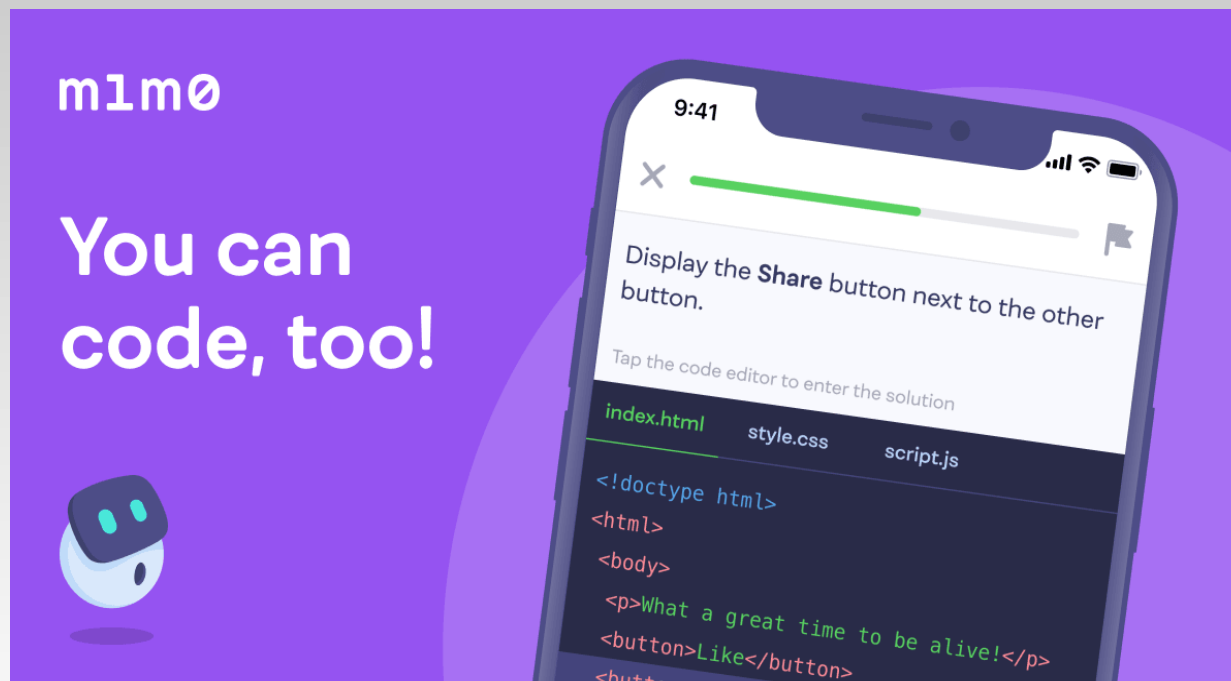 m1m0
You can
code, too!
9:41
Display the Share button next to the other
button.
Tap the code editor to enter the solution
index.html style.css script.js
<!doctype html>
<html>
<body>
<p>What a great time to be alive!</p>
<button>Like</button>